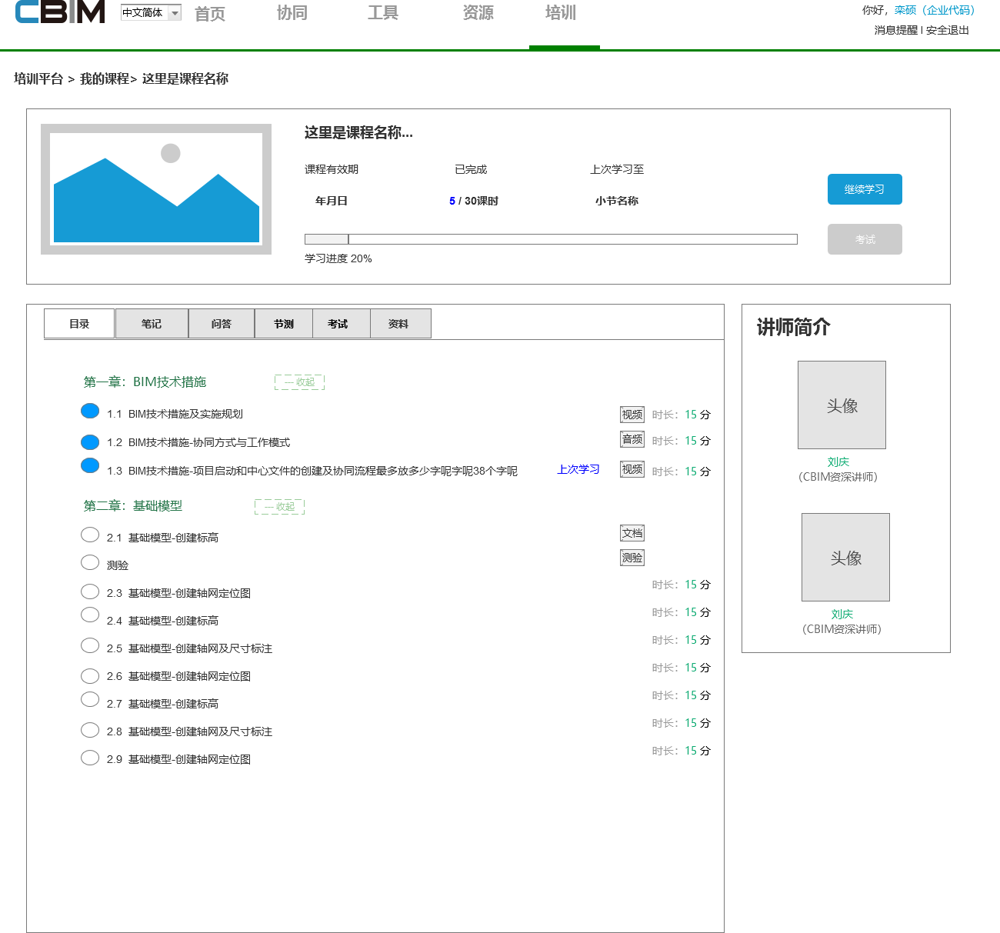 CBIM
中文简体
首页 协同 工具 资源 培训
你好，栾硕（企业代码）
消息提醒 | 安全退出
培训平台 > 我的课程> 这里是课程名称
这里是课程名称...
课程有效期 已完成 上次学习至
年月日 5 / 30课时 小节名称
继续学习
考试
学习进度 20%
目录 笔记 问答 节测 考试 资料
第一章：BIM技术措施 — 收起
1.1 BIM技术措施及实施规划 视频 时长：15 分
1.2 BIM技术措施-协同方式与工作模式 音频 时长：15 分
1.3 BIM技术措施-项目启动和中心文件的创建及协同流程最多放多少字呢字呢38个字呢 上次学习 视频 时长：15 分
第二章：基础模型 — 收起
2.1 基础模型-创建标高 文档
测验 测验
2.3 基础模型-创建轴网定位图 时长：15 分
2.4 基础模型-创建标高 时长：15 分
2.5 基础模型-创建轴网及尺寸标注 时长：15 分
2.6 基础模型-创建轴网定位图 时长：15 分
2.7 基础模型-创建标高 时长：15 分
2.8 基础模型-创建轴网及尺寸标注 时长：15 分
2.9 基础模型-创建轴网定位图 时长：15 分
讲师简介
头像
刘庆
（CBIM资深讲师）
头像
刘庆
（CBIM资深讲师）